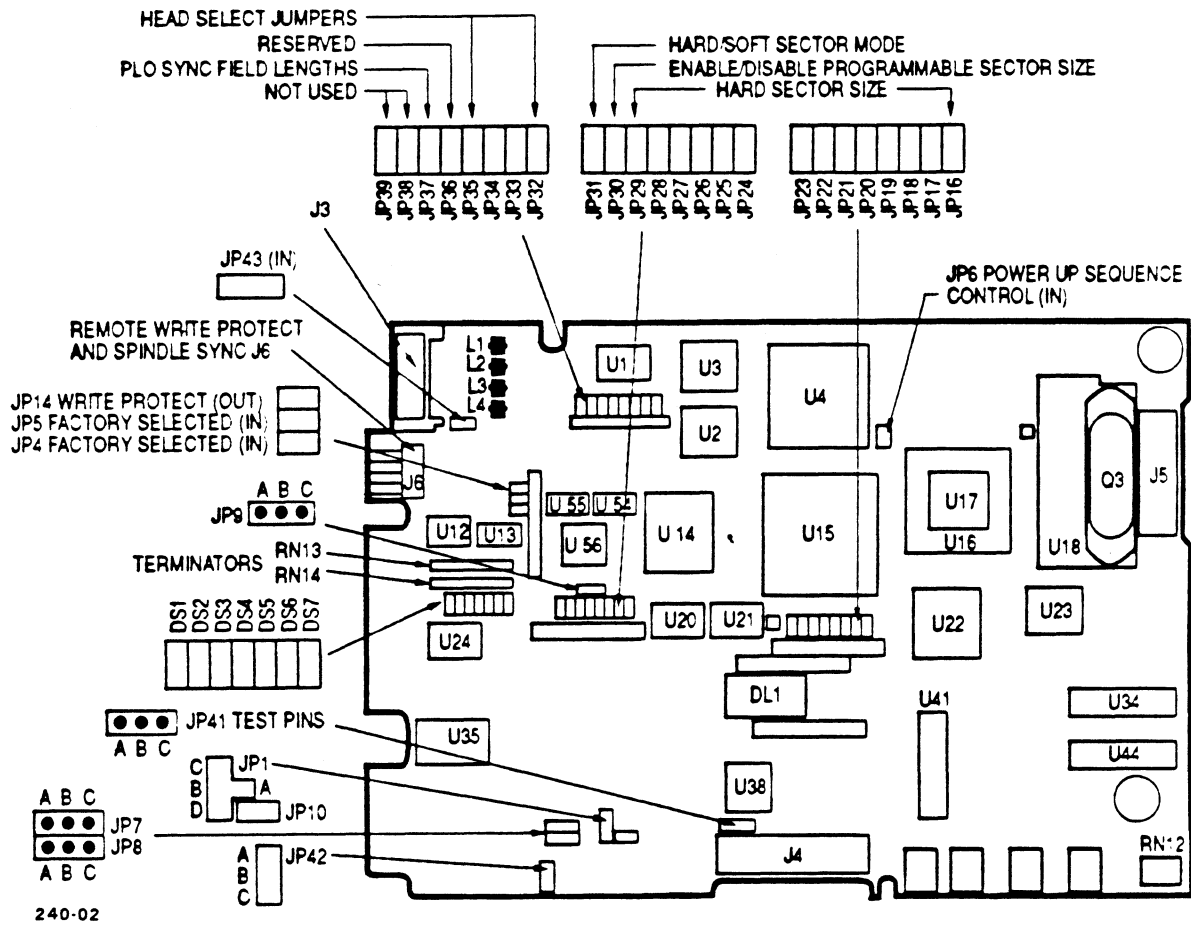 HEAD SELECT JUMPERS
RESERVED
PLO SYNC FIELD LENGTHS
NOT USED
HARD/SOFT SECTOR MODE
ENABLE/DISABLE PROGRAMMABLE SECTOR SIZE
HARD SECTOR SIZE
JP39
JP38
JP37
JP36
JP35
JP34
JP33
JP32
JP31
JP30
JP29
JP28
JP27
JP26
JP25
JP24
JP23
JP22
JP21
JP20
JP19
JP18
JP17
JP16
J3
JP43 (IN)
JP6 POWER UP SEQUENCE
CONTROL (IN)
REMOTE WRITE PROTECT
AND SPINDLE SYNC J6
L1
L2
L3
L4
U1
U3
U4
U2
JP14 WRITE PROTECT (OUT)
JP5 FACTORY SELECTED (IN)
JP4 FACTORY SELECTED (IN)
J6
Q3
J5
A B C
JP9
U 55
U 54
U12
U13
U 56
U 14
U15
U17
U16
U18
TERMINATORS
RN13
RN14
DS1
DS2
DS3
DS4
DS5
DS6
DS7
U24
U20
U21
U22
U23
DL1
U41
U34
JP41 TEST PINS
A B C
U35
U44
C
B
D
JP1
A
JP10
U38
A B C
JP7
JP8
A B C
A
B
C
JP42
J4
RN12
240-02